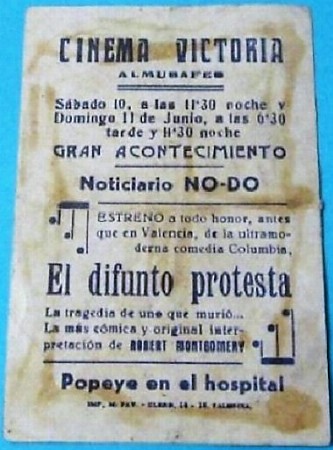 CINEMA VICTORIA
ALMUSAFES
Sábado 10, a las 11'30 noche y
Domingo 11 de Junio, a las 6'30
tarde y 11'30 noche
GRAN ACONTECIMIENTO
Noticiario NO-DO
ESTRENO a todo honor, antes
que en Valencia, de la ultramo-
derna comedia Columbia,
El difunto protesta
La tragedia de uno que murió...
La más cómica y original inter-
pretación de ROBERT MONTGOMERY
Popeye en el hospital
IMP. M. 14 -